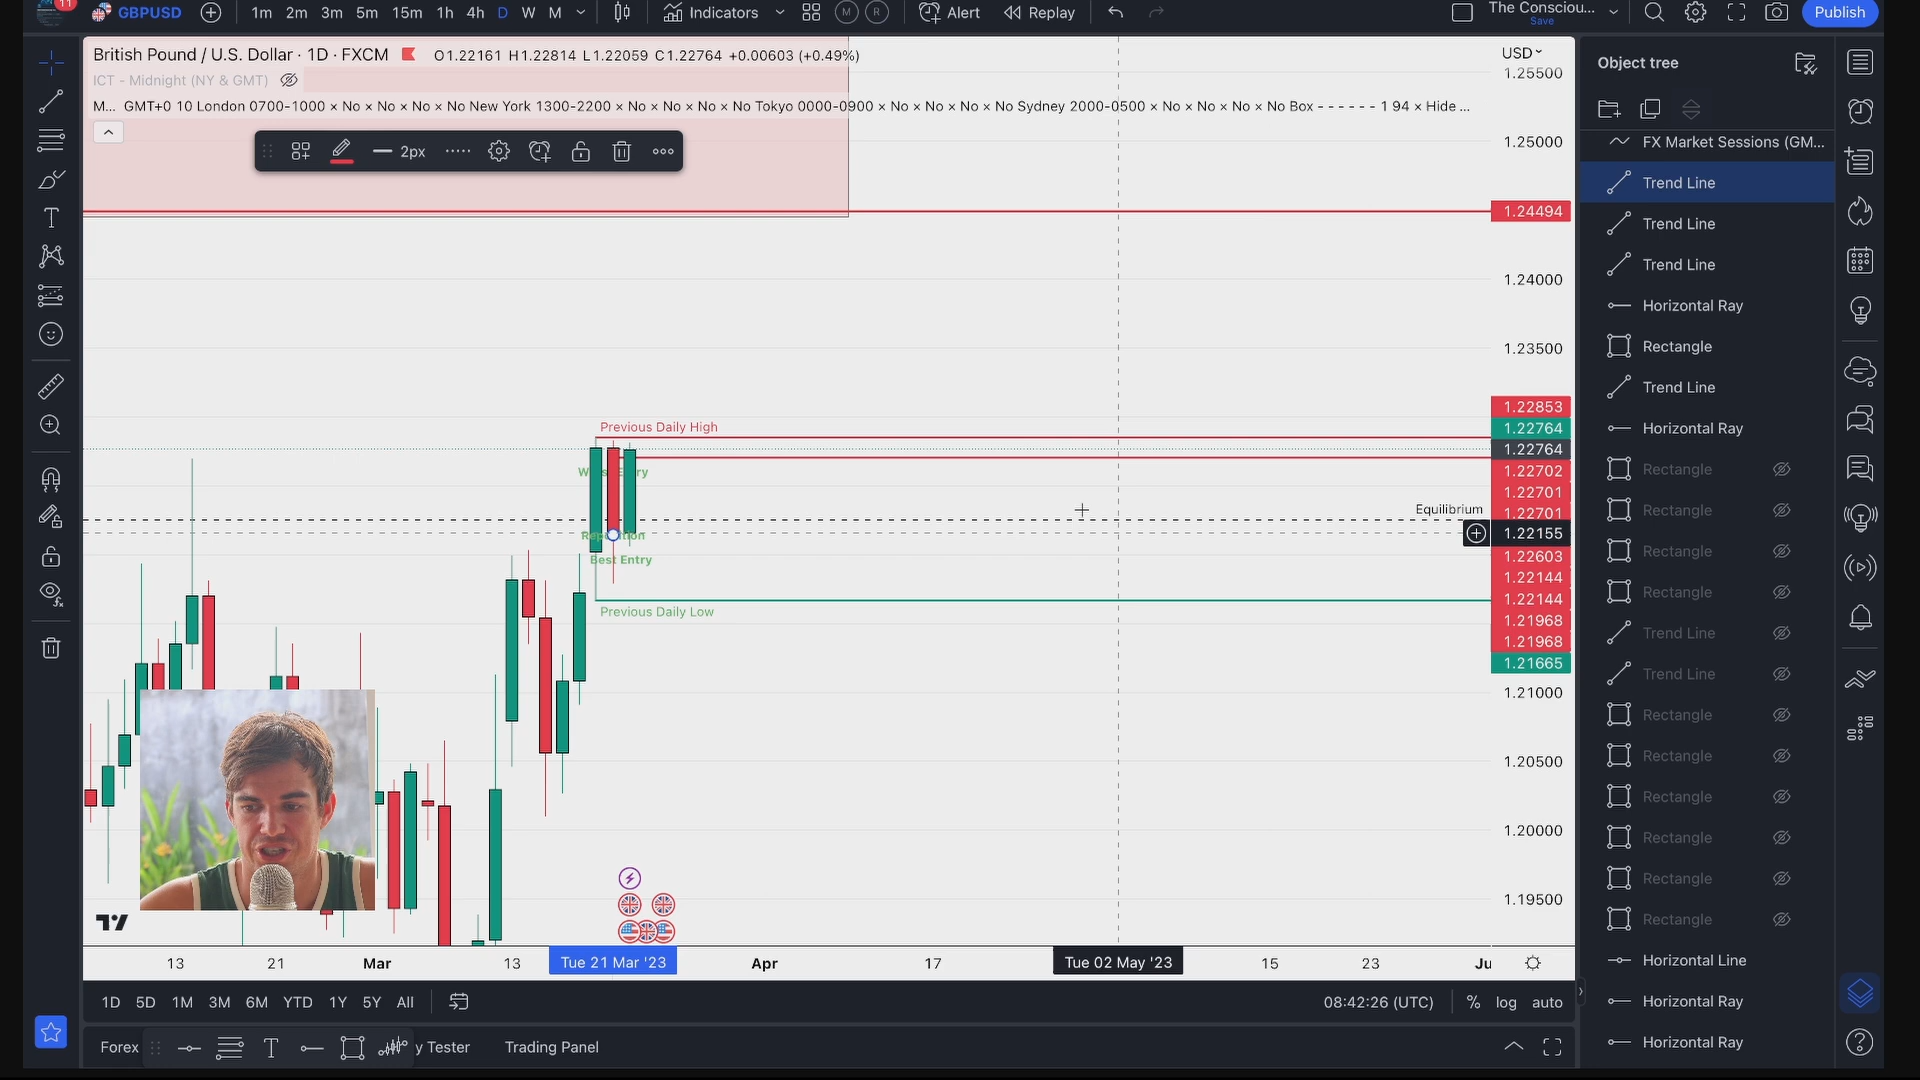 11 GBPUSD 1m 2m 3m 5m 15m 1h 4h D W M Indicators M R Alert Replay The Consciou... Save Publish
British Pound / U.S. Dollar · 1D · FXCM O1.22161 H1.22814 L1.22059 C1.22764 +0.00603 (+0.49%)
ICT - Midnight (NY & GMT)
M... GMT+0 10 London 0700-1000 × No × No × No × No New York 1300-2200 × No × No × No × No Tokyo 0000-0900 × No × No × No × No Sydney 2000-0500 × No × No × No × No Box - - - - - - 1 94 × Hide ...
2px
USD
1.25500
1.25000
1.24494
1.24000
1.23500
1.22853
1.22764
1.22764
1.22702
1.22701
1.22701
1.22155
1.22603
1.22144
1.22144
1.21968
1.21968
1.21665
1.21000
1.20500
1.20000
1.19500
Previous Daily High
Equilibrium
Best Entry
Previous Daily Low
13 21 Mar 13 Tue 21 Mar '23 Apr 17 Tue 02 May '23 15 23 Ju
1D 5D 1M 3M 6M YTD 1Y 5Y All 08:42:26 (UTC) % log auto
Forex y Tester Trading Panel
Object tree
FX Market Sessions (GM...
Trend Line
Trend Line
Trend Line
Horizontal Ray
Rectangle
Trend Line
Horizontal Ray
Rectangle
Rectangle
Rectangle
Rectangle
Trend Line
Trend Line
Rectangle
Rectangle
Rectangle
Rectangle
Rectangle
Rectangle
Horizontal Line
Horizontal Ray
Horizontal Ray